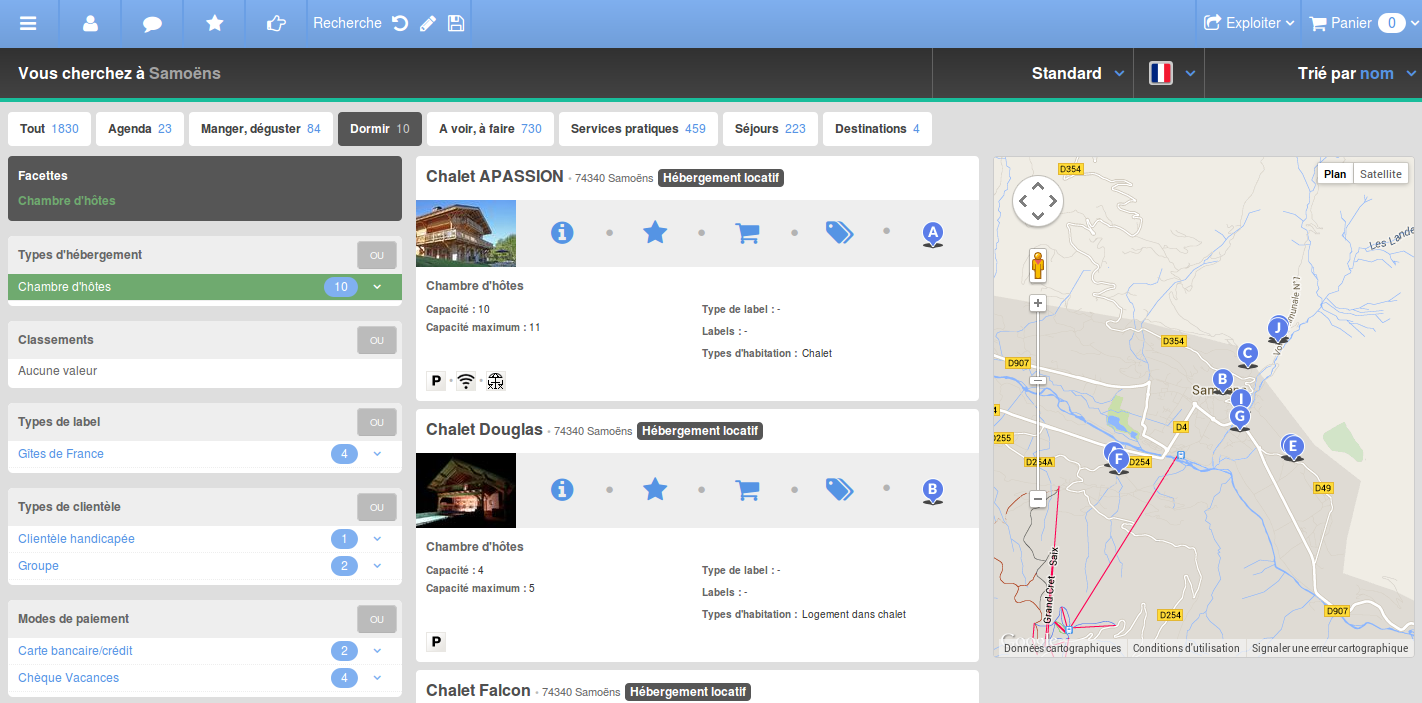 Recherche
Exploiter
Panier 0
Vous cherchez à Samoëns
Standard
Trié par nom
Tout 1830
Agenda 23
Manger, déguster 84
Dormir 10
A voir, à faire 730
Services pratiques 459
Séjours 223
Destinations 4
Facettes
Chambre d'hôtes
Types d'hébergement
OU
Chambre d'hôtes 10
Classements
OU
Aucune valeur
Types de label
OU
Gîtes de France 4
Types de clientèle
OU
Clientèle handicapée 1
Groupe 2
Modes de paiement
OU
Carte bancaire/crédit 2
Chèque Vacances 4
Chalet APASSION • 74340 Samoëns Hébergement locatif
A
Chambre d'hôtes
Capacité : 10
Capacité maximum : 11
Type de label : -
Labels : -
Types d'habitation : Chalet
P
Chalet Douglas • 74340 Samoëns Hébergement locatif
B
Chambre d'hôtes
Capacité : 4
Capacité maximum : 5
Type de label : -
Labels : -
Types d'habitation : Logement dans chalet
P
Chalet Falcon • 74340 Samoëns Hébergement locatif
D354
Plan
Satellite
J
D354
C
D907
B
I
G
D4
D255
E
F
D254A
D254
D49
Grand Cret - Saix
D254
D907
Données cartographiques
Conditions d'utilisation
Signaler une erreur cartographique